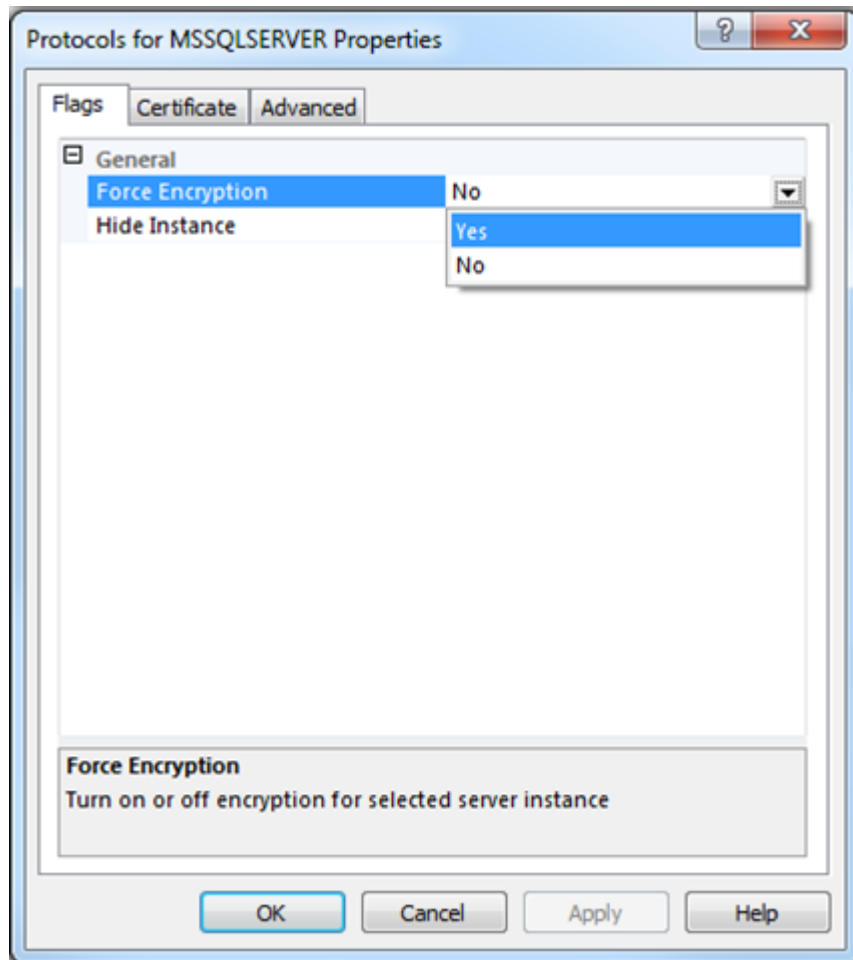 Protocols for MSSQLSERVER Properties
Flags Certificate Advanced
General
Force Encryption No
Hide Instance
Yes
No
Force Encryption
Turn on or off encryption for selected server instance
OK Cancel Apply Help